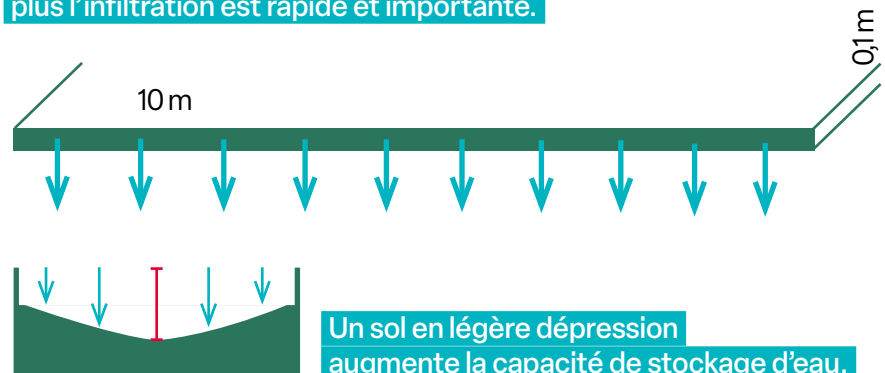 plus l'infiltration est rapide et importante.
0,1 m
10 m
Un sol en légère dépression
augmente la capacité de stockage d'eau.